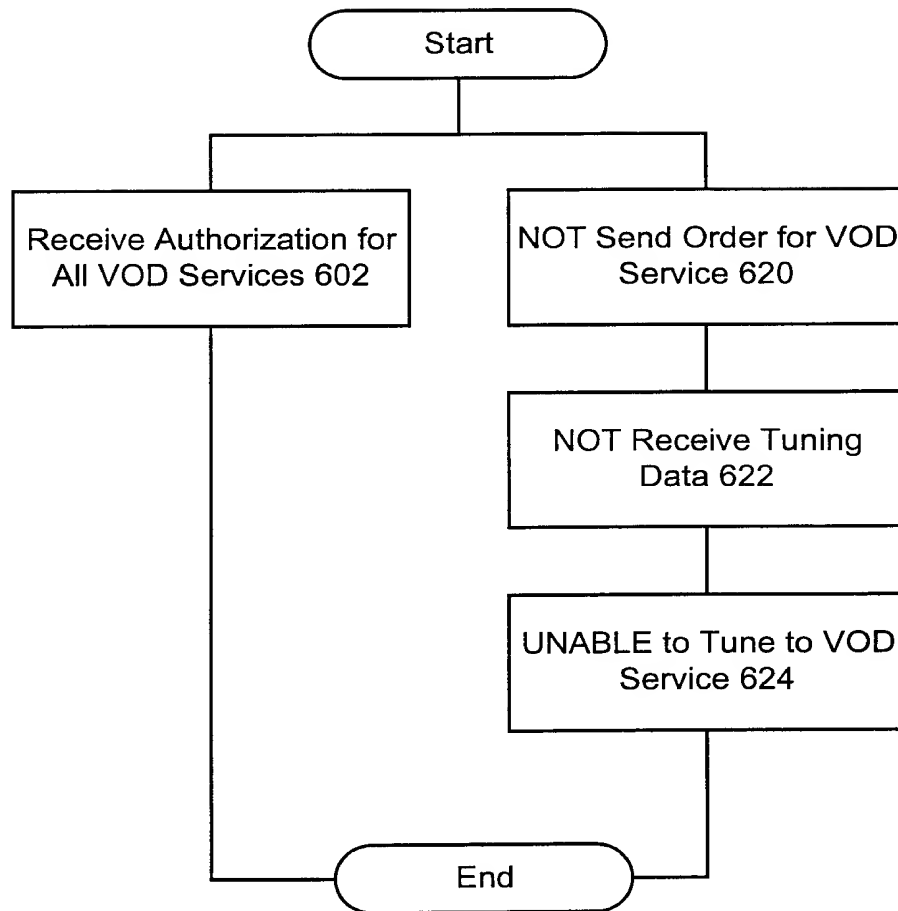 Start
Receive Authorization for
All VOD Services 602
NOT Send Order for VOD
Service 620
NOT Receive Tuning
Data 622
UNABLE to Tune to VOD
Service 624
End